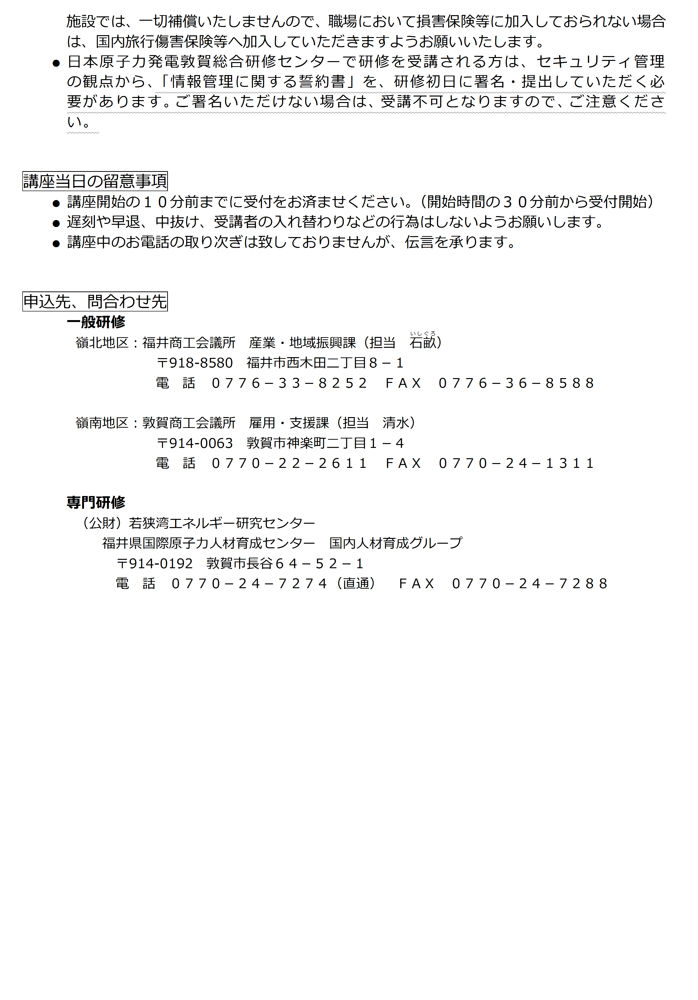 施設では、一切補償いたしませんので、職場において損害保険等に加入しておられない場合
は、国内旅行傷害保険等へ加入していただきますようお願いいたします。
● 日本原子力発電敦賀総合研修センターで研修を受講される方は、セキュリティ管理
の観点から、「情報管理に関する誓約書」を、研修初日に署名・提出していただく必
要があります。ご署名いただけない場合は、受講不可となりますので、ご注意くださ
い。
講座当日の留意事項
● 講座開始の１０分前までに受付をお済ませください。（開始時間の３０分前から受付開始）
● 遅刻や早退、中抜け、受講者の入れ替わりなどの行為はしないようお願いします。
● 講座中のお電話の取り次ぎは致しておりませんが、伝言を承ります。
申込先、問合わせ先
一般研修
いしぐろ
嶺北地区：福井商工会議所　産業・地域振興課（担当　石畝）
〒918-8580　福井市西木田二丁目８－１
電　話　０７７６－３３－８２５２　ＦＡＸ　０７７６－３６－８５８８
嶺南地区：敦賀商工会議所　雇用・支援課（担当　清水）
〒914-0063　敦賀市神楽町二丁目１－４
電　話　０７７０－２２－２６１１　ＦＡＸ　０７７０－２４－１３１１
専門研修
（公財）若狭湾エネルギー研究センター
福井県国際原子力人材育成センター　国内人材育成グループ
〒914-0192　敦賀市長谷６４－５２－１
電　話　０７７０－２４－７２７４（直通）　ＦＡＸ　０７７０－２４－７２８８